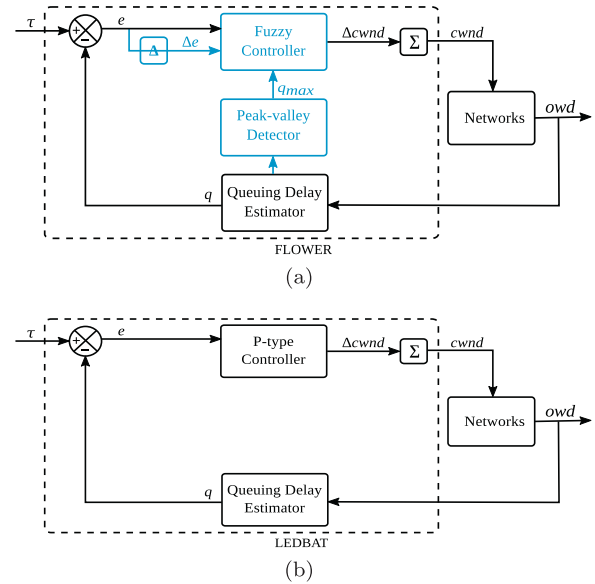 τ
e
Fuzzy
Controller
Δcwnd
Σ
cwnd
+
−
Δ
Δe
q_max
Peak-valley
Detector
Networks
owd
q
Queuing Delay
Estimator
FLOWER
(a)
τ
e
P-type
Controller
Δcwnd
Σ
cwnd
+
−
Networks
owd
q
Queuing Delay
Estimator
LEDBAT
(b)